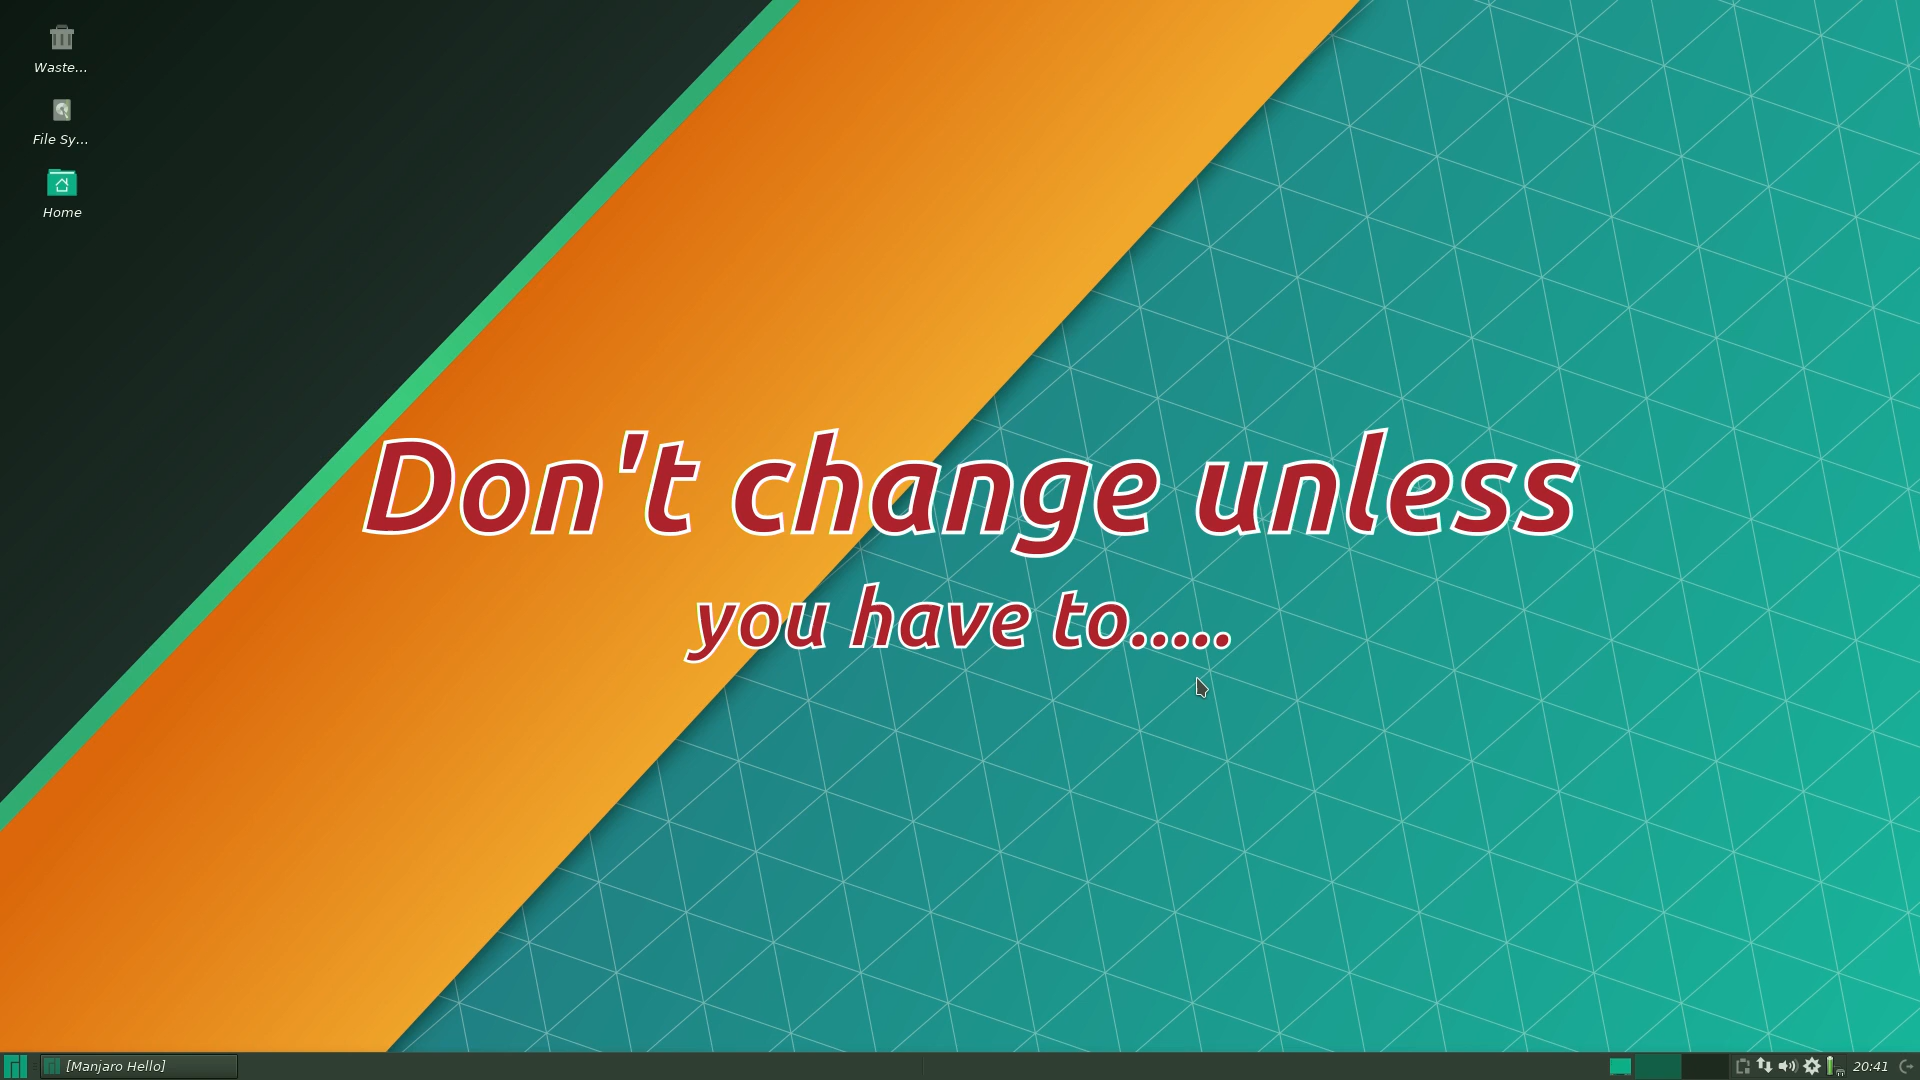 Waste...
File Sy...
Home
Don't change unless
you have to.....
[Manjaro Hello]
20:41